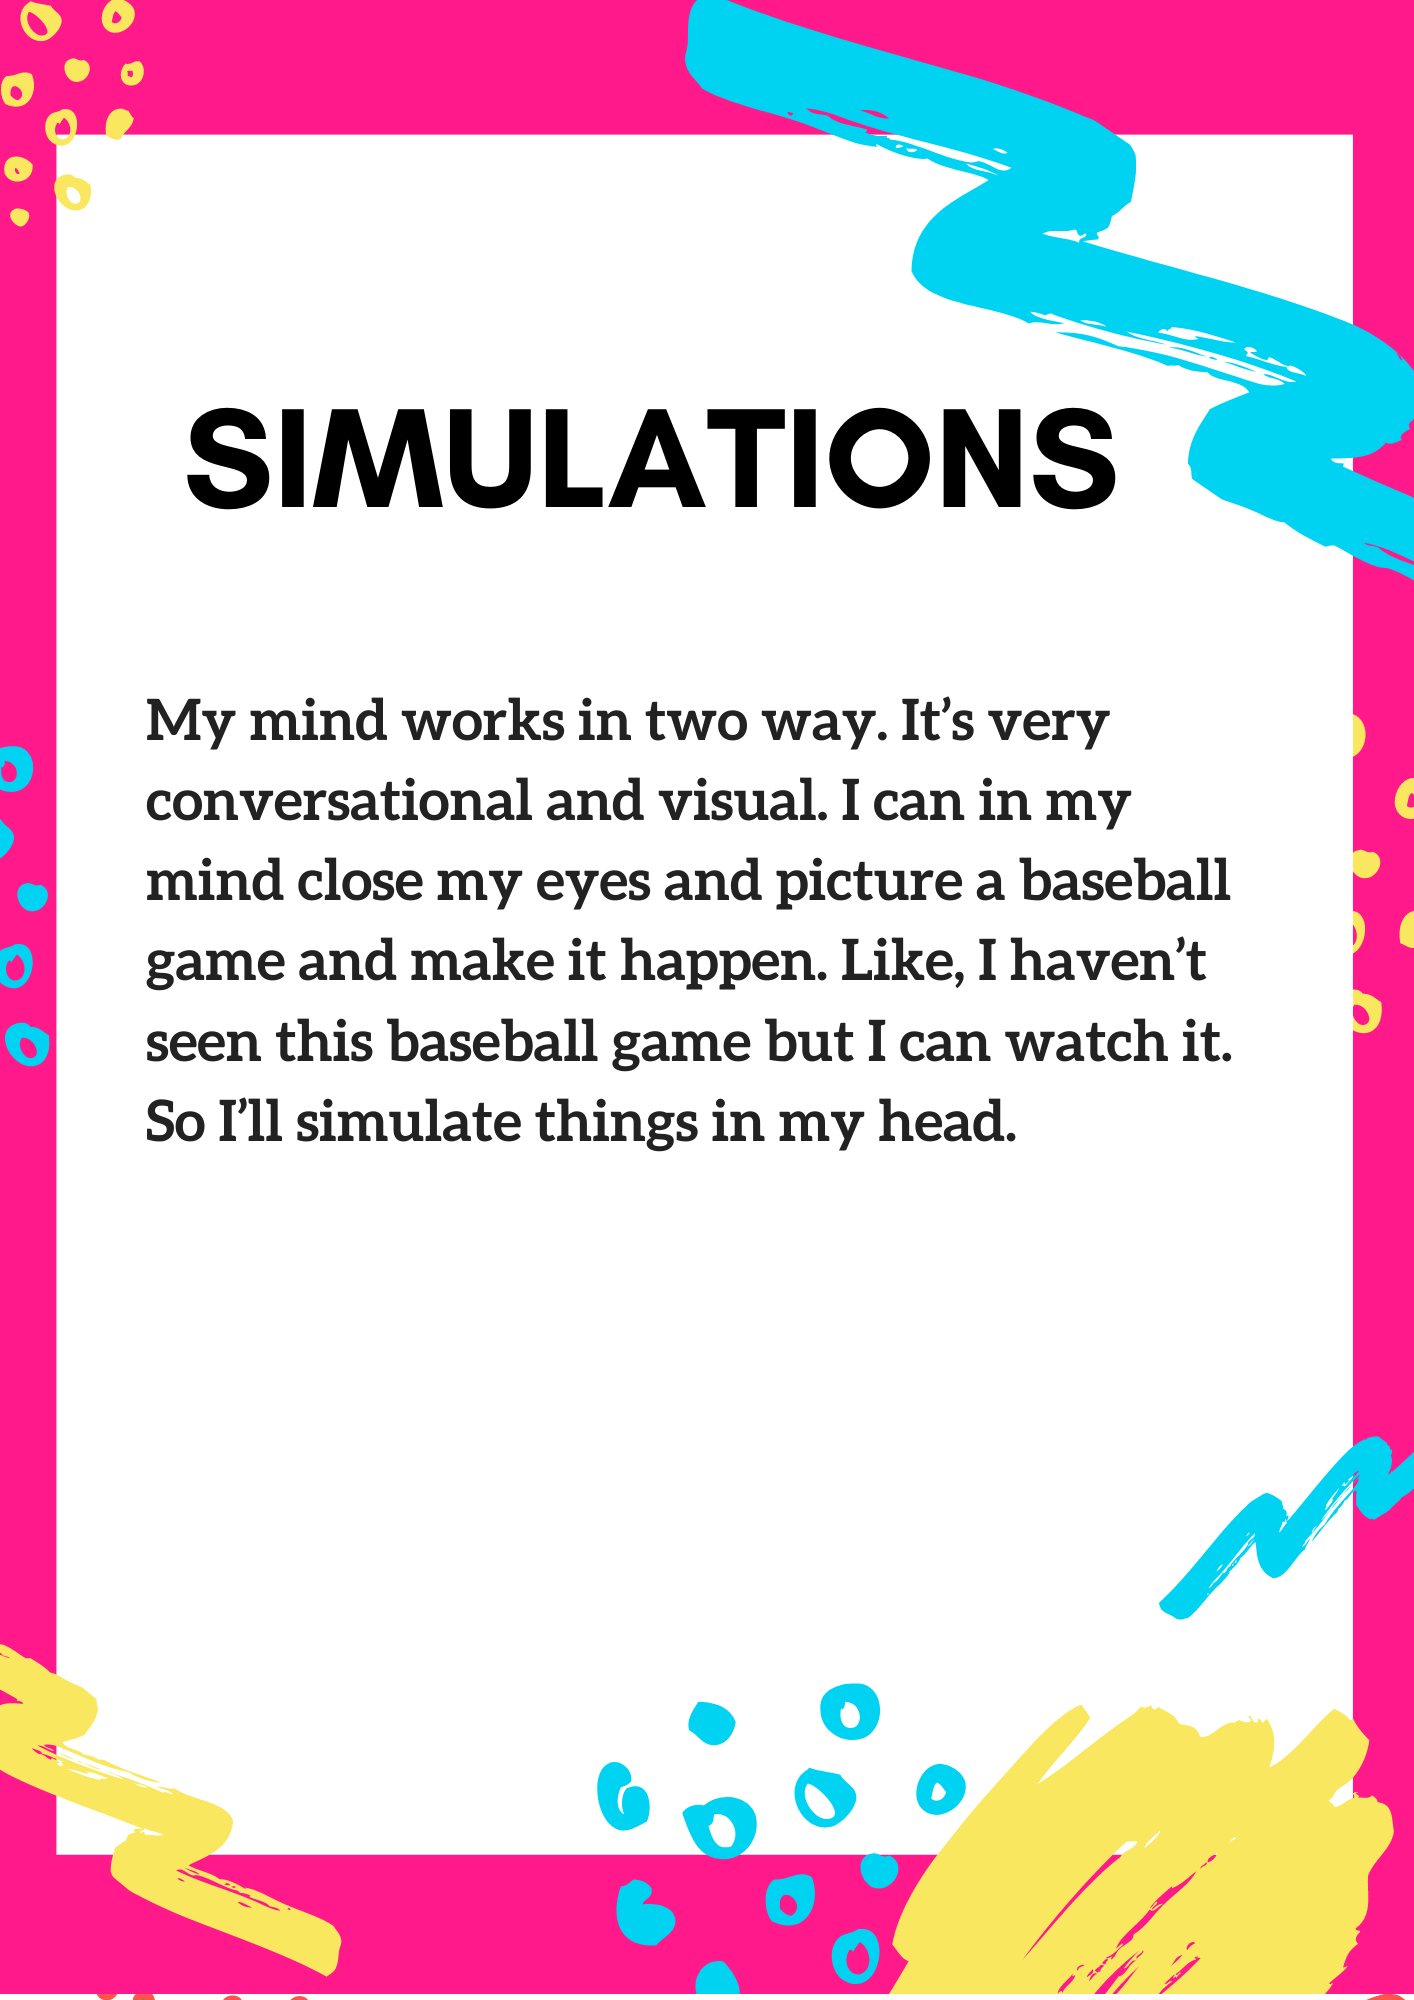 SIMULATIONS
My mind works in two way. It’s very
conversational and visual. I can in my
mind close my eyes and picture a baseball
game and make it happen. Like, I haven’t
seen this baseball game but I can watch it.
So I’ll simulate things in my head.